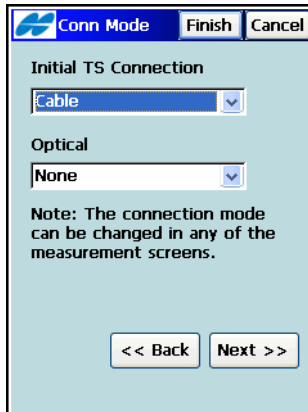 Conn Mode Finish Cancel
Initial TS Connection
Cable
Optical
None
Note: The connection mode
can be changed in any of the
measurement screens.
<< Back Next >>